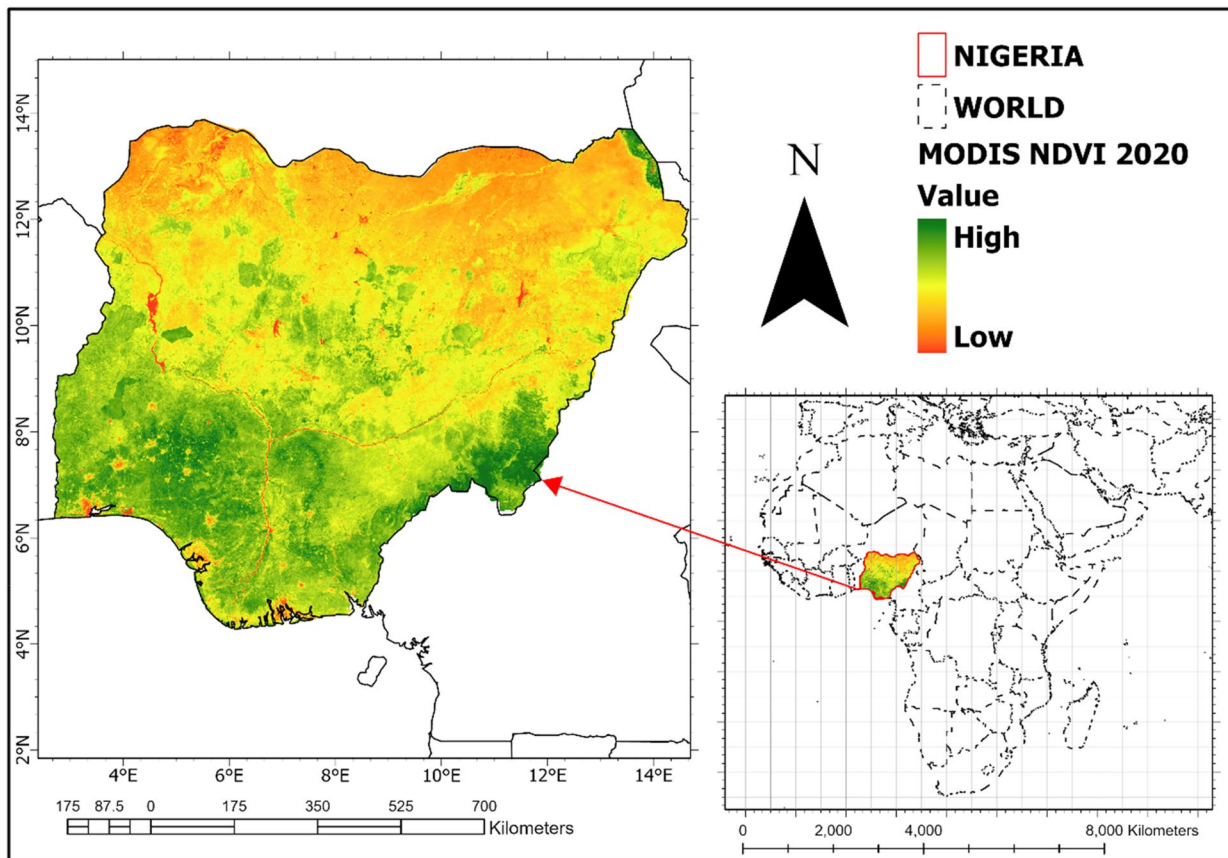 NIGERIA
WORLD
MODIS NDVI 2020
Value
High
Low
N
14°N
12°N
10°N
8°N
6°N
4°N
2°N
4°E 6°E 8°E 10°E 12°E 14°E
175 87.5 0 175 350 525 700
Kilometers
0 2,000 4,000 8,000 Kilometers